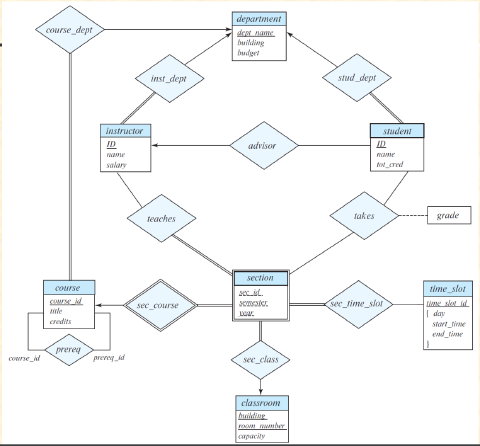 department
course_dept
dept_name
building
budget
inst_dept
stud_dept
instructor
ID
name
salary
advisor
student
ID
name
tot_cred
teaches
takes
grade
course
course_id
title
credits
sec_course
section
sec_id
semester
year
sec_time_slot
time_slot
time_slot_id
{ day
start_time
end_time
}
prereq
course_id
prereq_id
sec_class
classroom
building
room_number
capacity